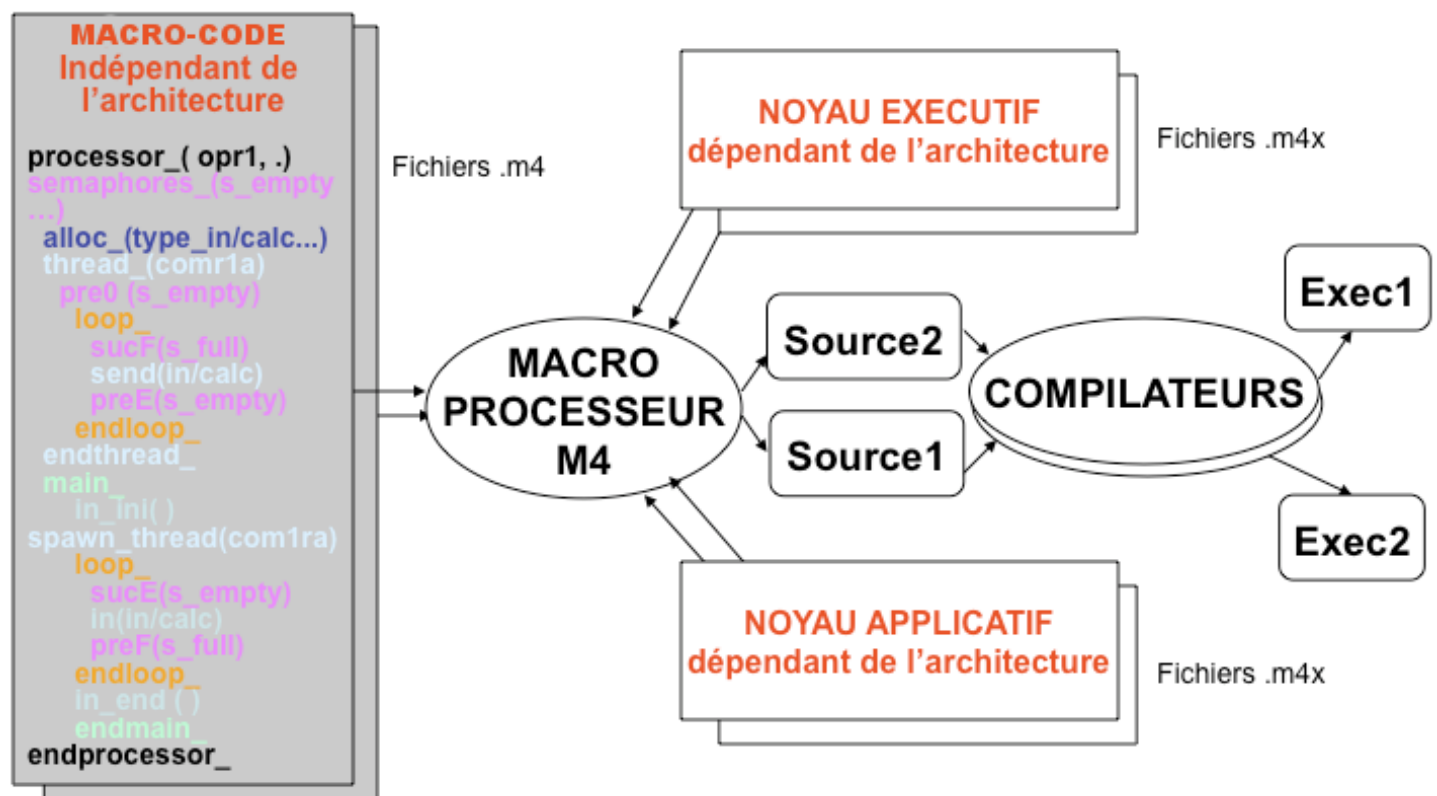 MACRO-CODE
Indépendant de
l'architecture
processor_( opr1, .)
semaphores_(s_empty
...)
alloc_(type_in/calc...)
thread_(comr1a)
pre0 (s_empty)
loop_
sucF(s_full)
send(in/calc)
preE(s_empty)
endloop_
endthread_
main_
in_ini( )
spawn_thread(com1ra)
loop_
sucE(s_empty)
in(in/calc)
preF(s_full)
endloop_
in_end ( )
endmain_
endprocessor_
Fichiers .m4
NOYAU EXECUTIF
dépendant de l'architecture
Fichiers .m4x
MACRO
PROCESSEUR
M4
Source2
Source1
COMPILATEURS
Exec1
Exec2
NOYAU APPLICATIF
dépendant de l'architecture
Fichiers .m4x